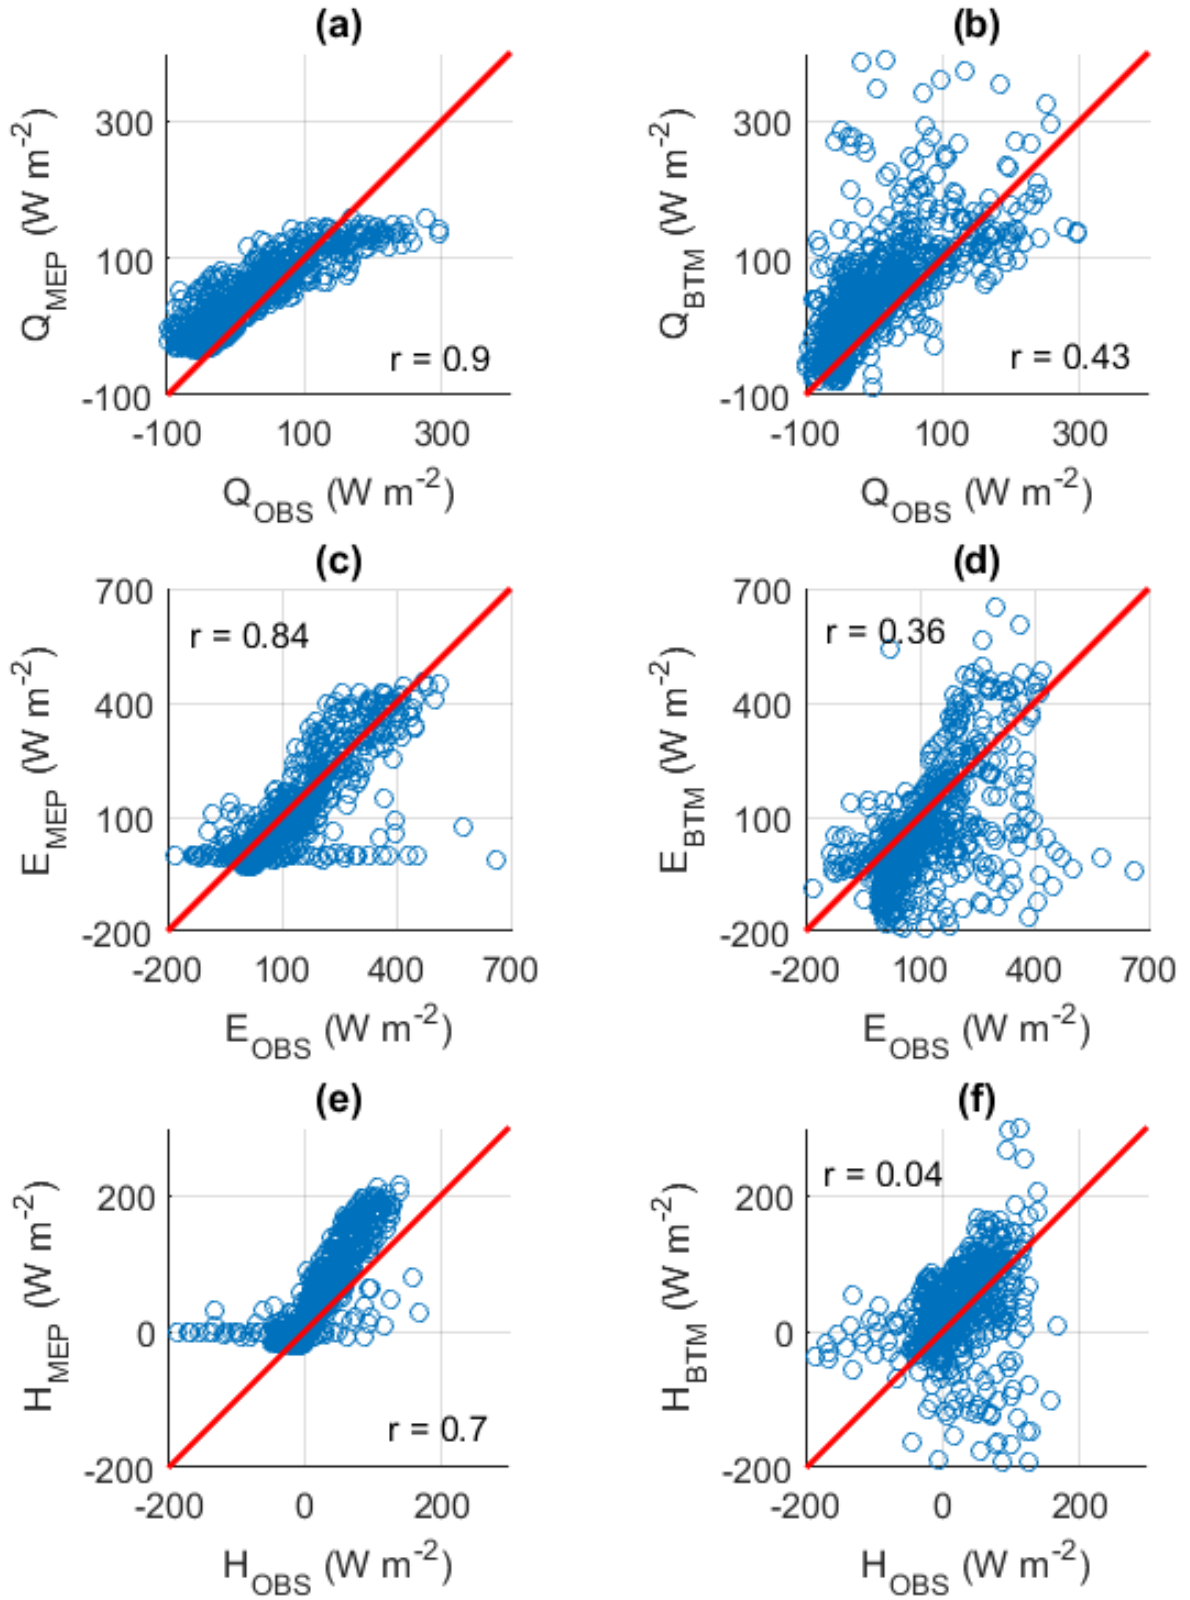 (a)
Q_MEP (W m^-2)
300
100
-100
r = 0.9
-100 100 300
Q_OBS (W m^-2)
(b)
Q_BTM (W m^-2)
300
100
-100
r = 0.43
-100 100 300
Q_OBS (W m^-2)
(c)
E_MEP (W m^-2)
700
r = 0.84
400
100
-200
-200 100 400 700
E_OBS (W m^-2)
(d)
E_BTM (W m^-2)
700
r = 0.36
400
100
-200
-200 100 400 700
E_OBS (W m^-2)
(e)
H_MEP (W m^-2)
200
0
r = 0.7
-200
-200 0 200
H_OBS (W m^-2)
(f)
H_BTM (W m^-2)
r = 0.04
200
0
-200
-200 0 200
H_OBS (W m^-2)